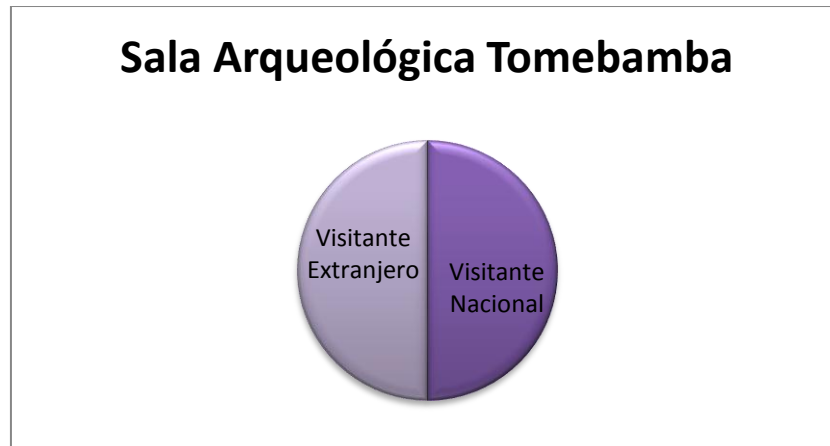 Sala Arqueológica Tomebamba
Visitante
Extranjero
Visitante
Nacional